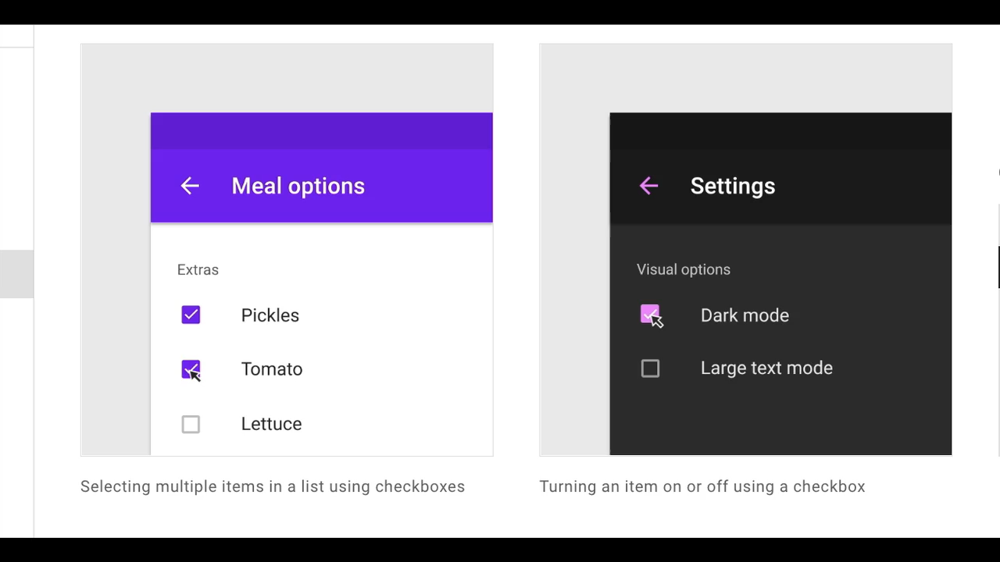 Meal options
Extras
Pickles
Tomato
Lettuce
Selecting multiple items in a list using checkboxes
Settings
Visual options
Dark mode
Large text mode
Turning an item on or off using a checkbox